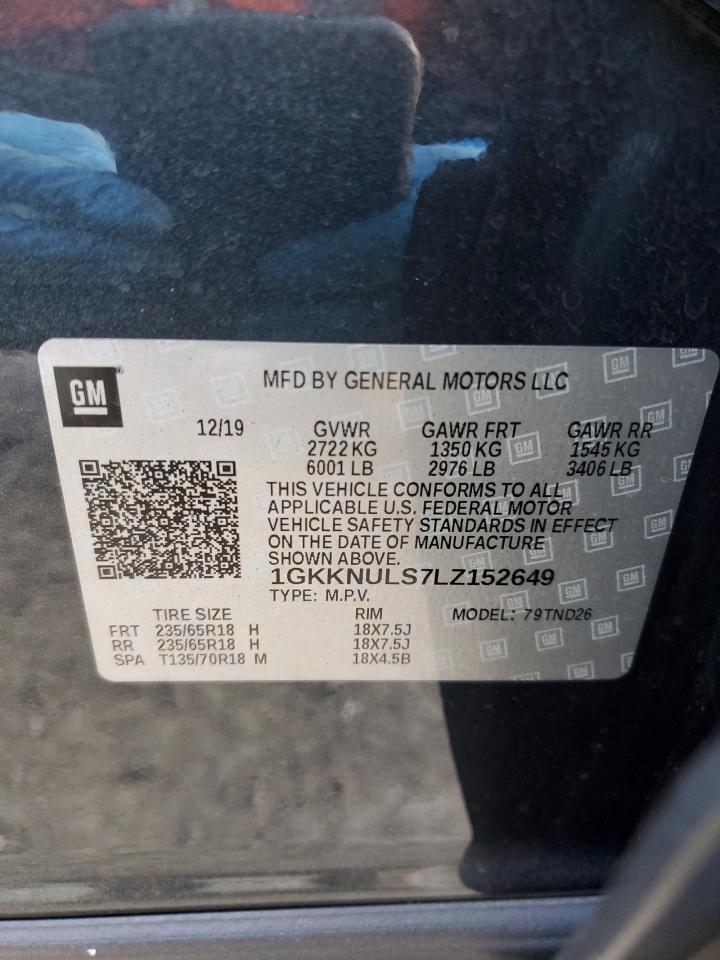 GM
MFD BY GENERAL MOTORS LLC
12/19 GVWR GAWR FRT GAWR RR
2722 KG 1350 KG 1545 KG
6001 LB 2976 LB 3406 LB
THIS VEHICLE CONFORMS TO ALL
APPLICABLE U.S. FEDERAL MOTOR
VEHICLE SAFETY STANDARDS IN EFFECT
ON THE DATE OF MANUFACTURE
SHOWN ABOVE.
1GKKNULS7LZ152649
TYPE: M.P.V.
TIRE SIZE RIM MODEL: 79TND26
FRT 235/65R18 H 18X7.5J
RR 235/65R18 H 18X7.5J
SPA T135/70R18 M 18X4.5B